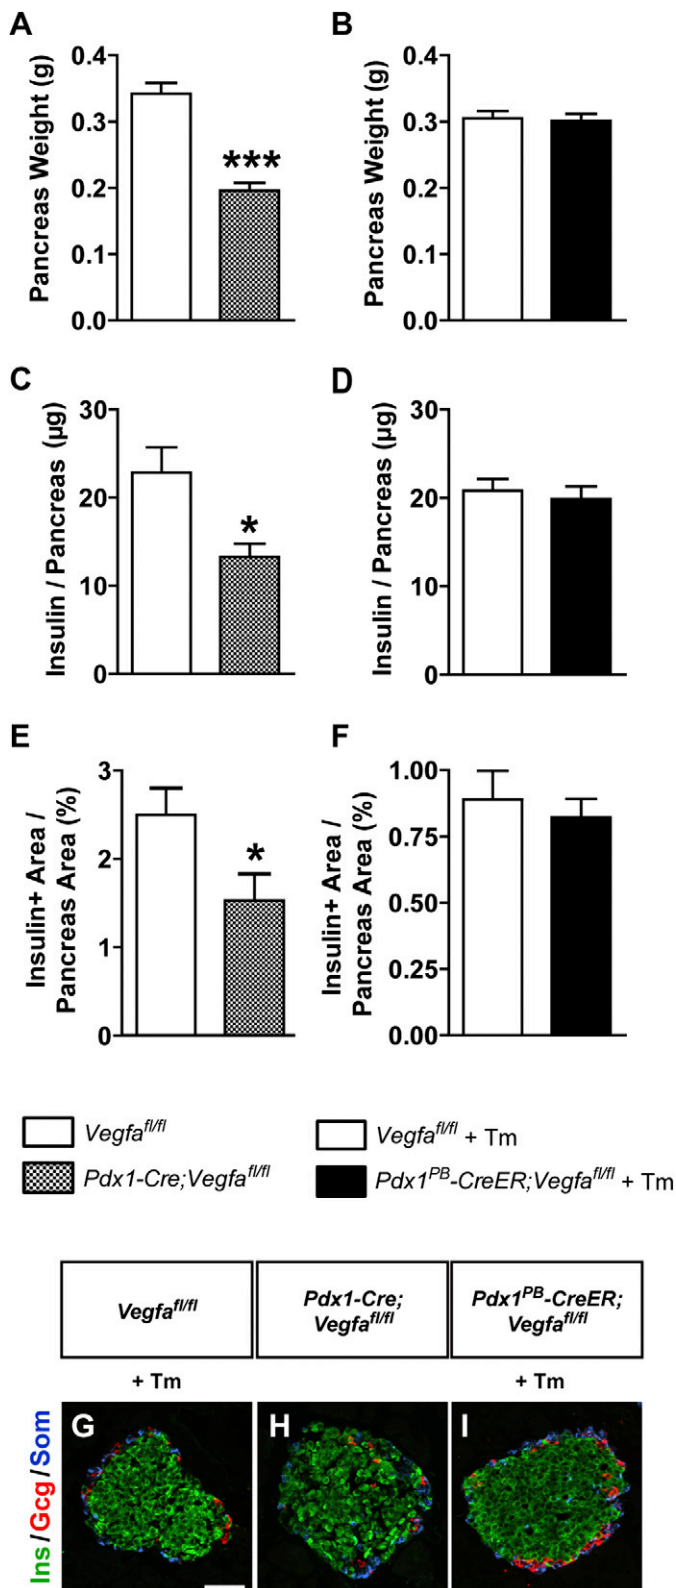 A
B
Pancreas Weight (g)
0.4
0.3
0.2
0.1
0.0
***
Pancreas Weight (g)
0.4
0.3
0.2
0.1
0.0
C
D
Insulin / Pancreas (µg)
30
20
10
0
*
Insulin / Pancreas (µg)
30
20
10
0
E
F
Insulin+ Area /
Pancreas Area (%)
3
2
1
0
*
Insulin+ Area /
Pancreas Area (%)
1.00
0.75
0.50
0.25
0.00
Vegfa^fl/fl
Vegfa^fl/fl + Tm
Pdx1-Cre;Vegfa^fl/fl
Pdx1^PB-CreER;Vegfa^fl/fl + Tm
Vegfa^fl/fl
Pdx1-Cre;
Vegfa^fl/fl
Pdx1^PB-CreER;
Vegfa^fl/fl
+ Tm
+ Tm
Ins/Gcg/Som
G
H
I